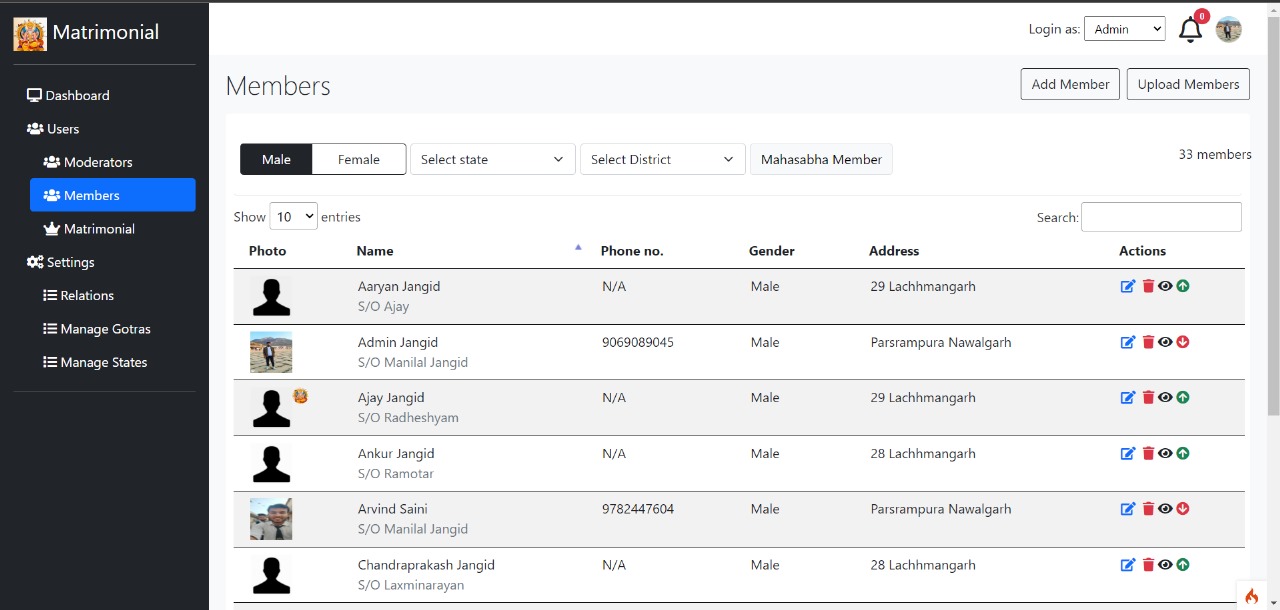 Matrimonial
Login as: Admin
0
Dashboard
Users
Moderators
Members
Matrimonial
Settings
Relations
Manage Gotras
Manage States
Members
Add Member
Upload Members
Male Female Select state Select District Mahasabha Member
33 members
Show 10 entries
Search:
Photo Name Phone no. Gender Address Actions
Aaryan Jangid N/A Male 29 Lachhmangarh
S/O Ajay
Admin Jangid 9069089045 Male Parsrampura Nawalgarh
S/O Manilal Jangid
Ajay Jangid N/A Male 29 Lachhmangarh
S/O Radheshyam
Ankur Jangid N/A Male 28 Lachhmangarh
S/O Ramotar
Arvind Saini 9782447604 Male Parsrampura Nawalgarh
S/O Manilal Jangid
Chandraprakash Jangid N/A Male 28 Lachhmangarh
S/O Laxminarayan